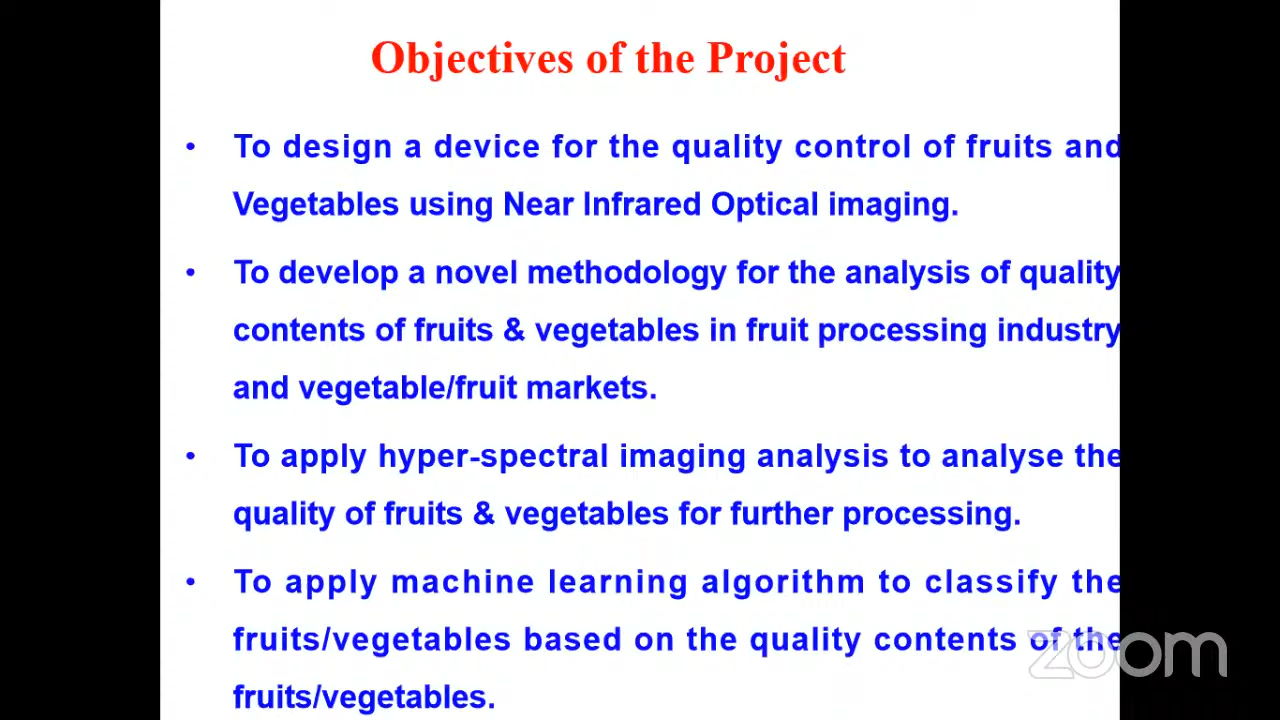 Objectives of the Project
• To design a device for the quality control of fruits and
Vegetables using Near Infrared Optical imaging.
• To develop a novel methodology for the analysis of quality
contents of fruits & vegetables in fruit processing industry
and vegetable/fruit markets.
• To apply hyper-spectral imaging analysis to analyse the
quality of fruits & vegetables for further processing.
• To apply machine learning algorithm to classify the
fruits/vegetables based on the quality contents of the
fruits/vegetables.
zoom